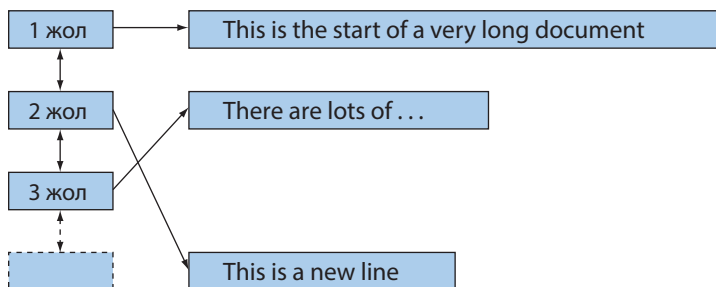 1 жол This is the start of a very long document
2 жол There are lots of ...
3 жол
This is a new line